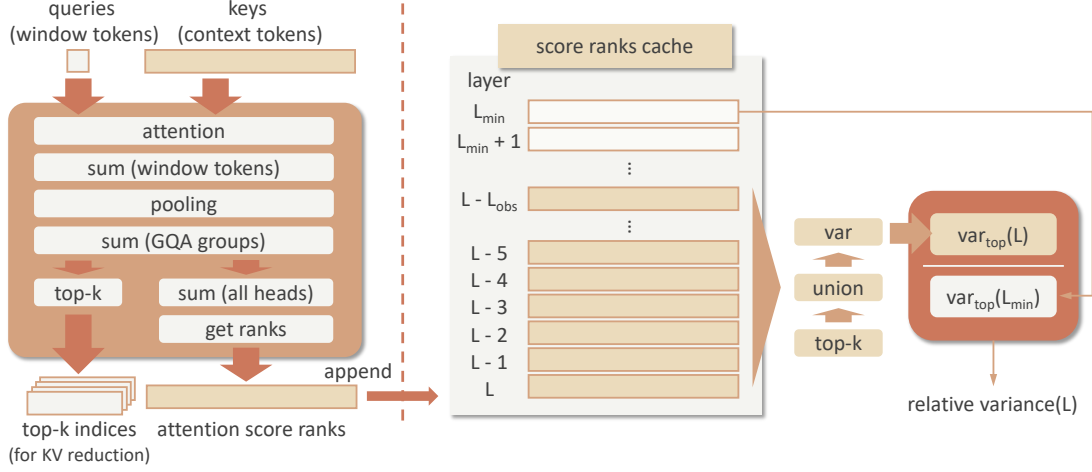 queries
(window tokens)
keys
(context tokens)
attention
sum (window tokens)
pooling
sum (GQA groups)
top-k
sum (all heads)
get ranks
append
top-k indices
(for KV reduction)
attention score ranks
score ranks cache
layer
Lmin
Lmin + 1
...
L - Lobs
...
L - 5
L - 4
L - 3
L - 2
L - 1
L
var
union
top-k
vartop(L)
vartop(Lmin)
relative variance(L)